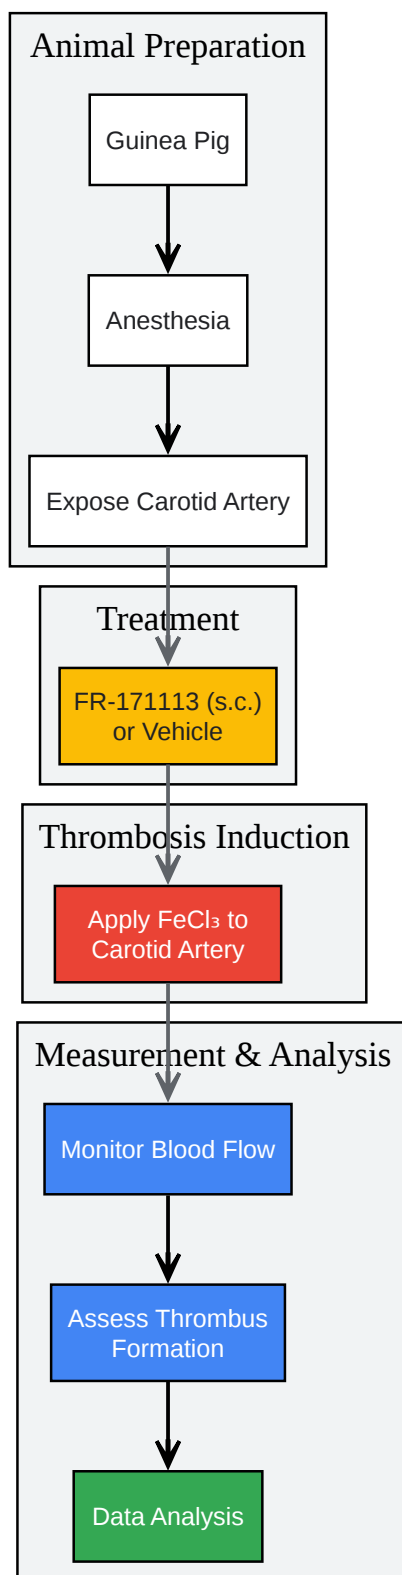 Animal Preparation
Guinea Pig
Anesthesia
Expose Carotid Artery
Treatment
FR-171113 (s.c.)
or Vehicle
Thrombosis Induction
Apply FeCl₃ to
Carotid Artery
Measurement & Analysis
Monitor Blood Flow
Assess Thrombus
Formation
Data Analysis